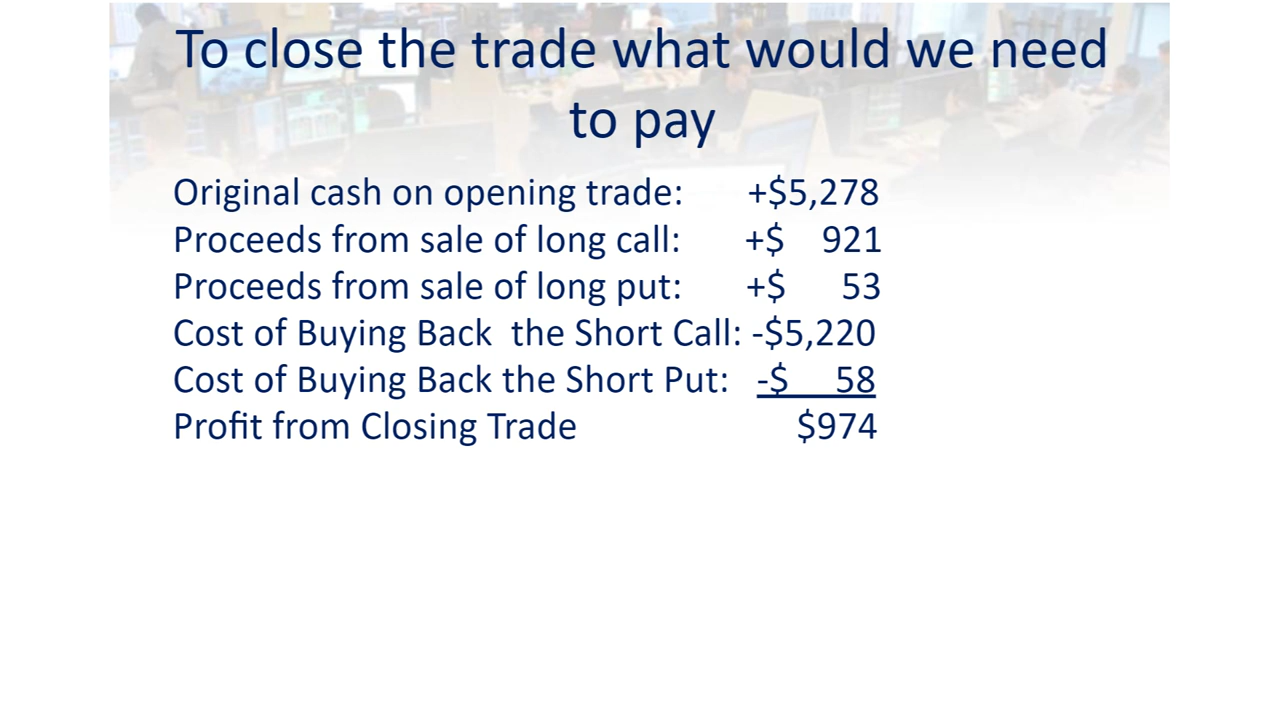 To close the trade what would we need
to pay
Original cash on opening trade: +$5,278
Proceeds from sale of long call: +$ 921
Proceeds from sale of long put: +$ 53
Cost of Buying Back the Short Call: -$5,220
Cost of Buying Back the Short Put: -$ 58
Profit from Closing Trade $974